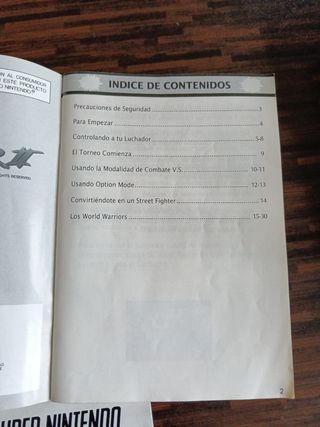 N AL CONSUMIDOR
ESTE PRODUCTO
O NINTENDO®
GHTS RESERVED.
INDICE DE CONTENIDOS
Precauciones de Seguridad 3
Para Empezar 4
Controlando a tu Luchador 5-8
El Torneo Comienza 9
Usando la Modalidad de Combate V.S. 10-11
Usando Option Mode 12-13
Convirtiéndote en un Street Fighter 14
Los World Warriors 15-30
2
SUPER NINTENDO